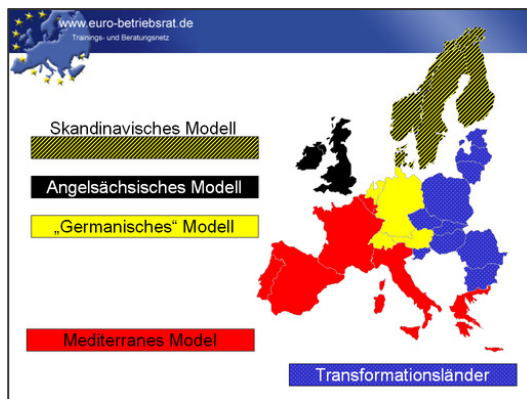 www.euro-betriebsrat.de
Trainings- und Beratungsnetz
Skandinavisches Modell
Angelsächsisches Modell
„Germanisches“ Modell
Mediterranes Model
Transformationsländer